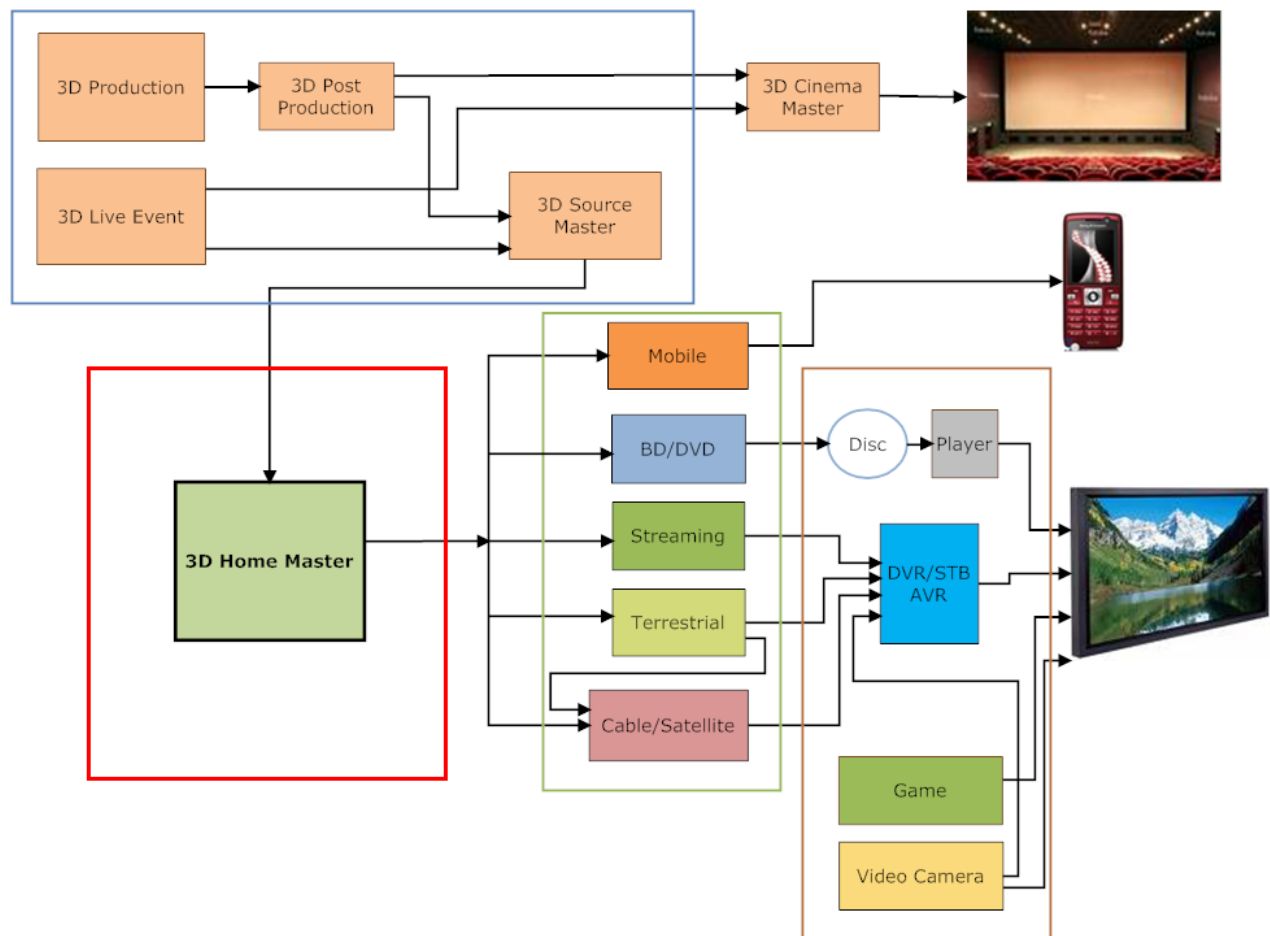 3D Production
3D Post
Production
3D Cinema
Master
3D Live Event
3D Source
Master
Mobile
BD/DVD
Disc
Player
Streaming
3D Home Master
DVR/STB
AVR
Terrestrial
Cable/Satellite
Game
Video Camera